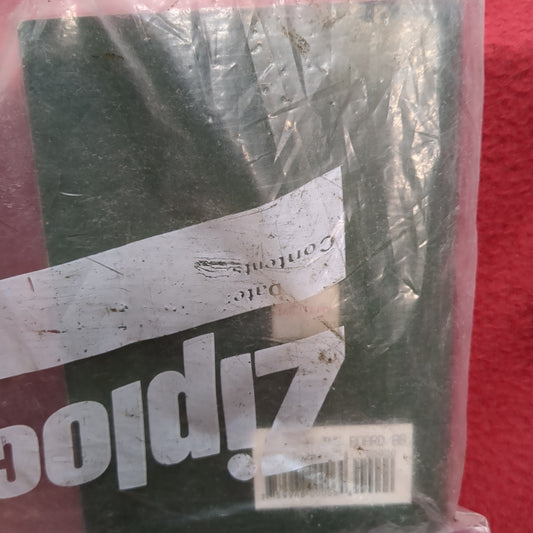 Contents
Date:
Ziploc
BOARD